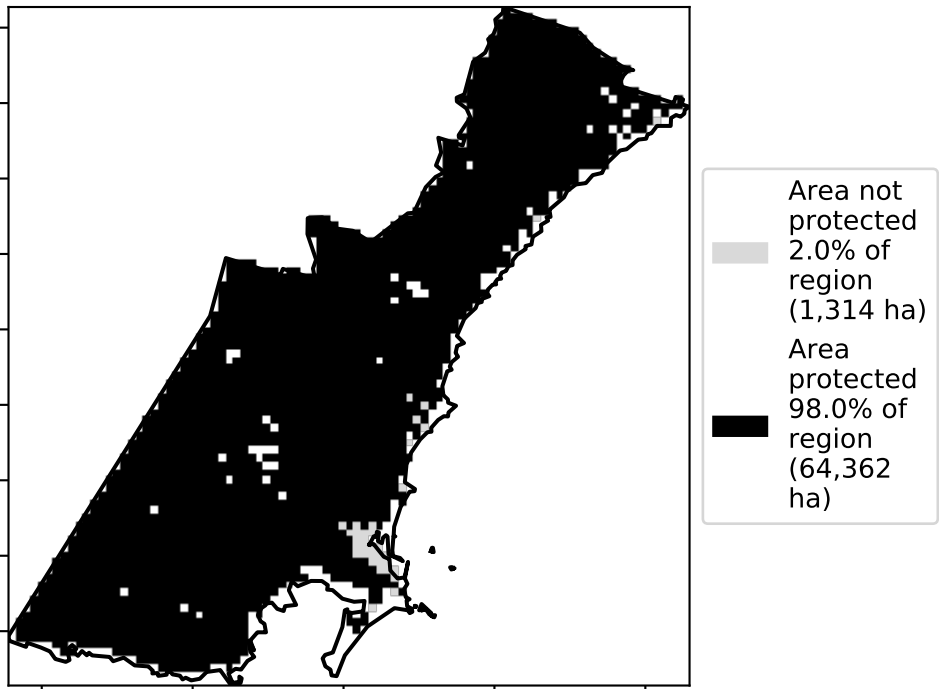 Area not
protected
2.0% of
region
(1,314 ha)
Area
protected
98.0% of
region
(64,362
ha)